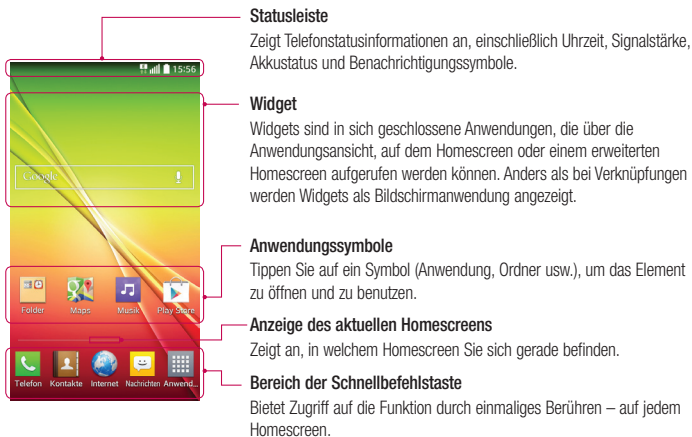 Statusleiste
Zeigt Telefonstatusinformationen an, einschließlich Uhrzeit, Signalstärke,
Akkustatus und Benachrichtigungssymbole.
15:56
Widget
Widgets sind in sich geschlossene Anwendungen, die über die
Anwendungsansicht, auf dem Homescreen oder einem erweiterten
Homescreen aufgerufen werden können. Anders als bei Verknüpfungen
werden Widgets als Bildschirmanwendung angezeigt.
Google
Anwendungssymbole
Tippen Sie auf ein Symbol (Anwendung, Ordner usw.), um das Element
zu öffnen und zu benutzen.
Folder Maps Musik Play Store
Anzeige des aktuellen Homescreens
Zeigt an, in welchem Homescreen Sie sich gerade befinden.
Telefon Kontakte Internet Nachrichten Anwend...
Bereich der Schnellbefehlstaste
Bietet Zugriff auf die Funktion durch einmaliges Berühren – auf jedem
Homescreen.